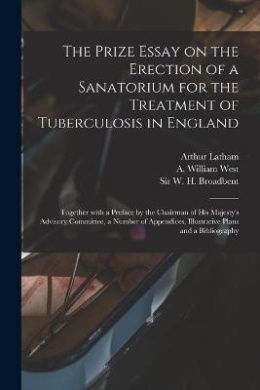 The Prize Essay on the
Erection of a
Sanatorium for the
Treatment of
Tuberculosis in England
Arthur Latham
A. William West
Sir W. H. Broadbent
Together with a Preface by the Chairman of His Majesty's
Advisory Committee, a Number of Appendices, Illustrative Plans
and a Bibliography